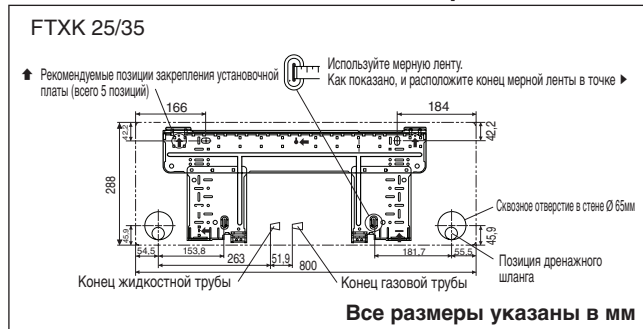 FTXK 25/35
Используйте мерную ленту.
Как показано, и расположите конец мерной ленты в точке
Рекомендуемые позиции закрепления установочной
платы (всего 5 позиций)
166
184
42,2
42,2
288
Сквозное отверстие в стене Ø 65мм
45,9
45,9
54,5
153,8
263
51,9
800
181,7
55,5
Позиция дренажного
шланга
Конец жидкостной трубы
Конец газовой трубы
Все размеры указаны в мм